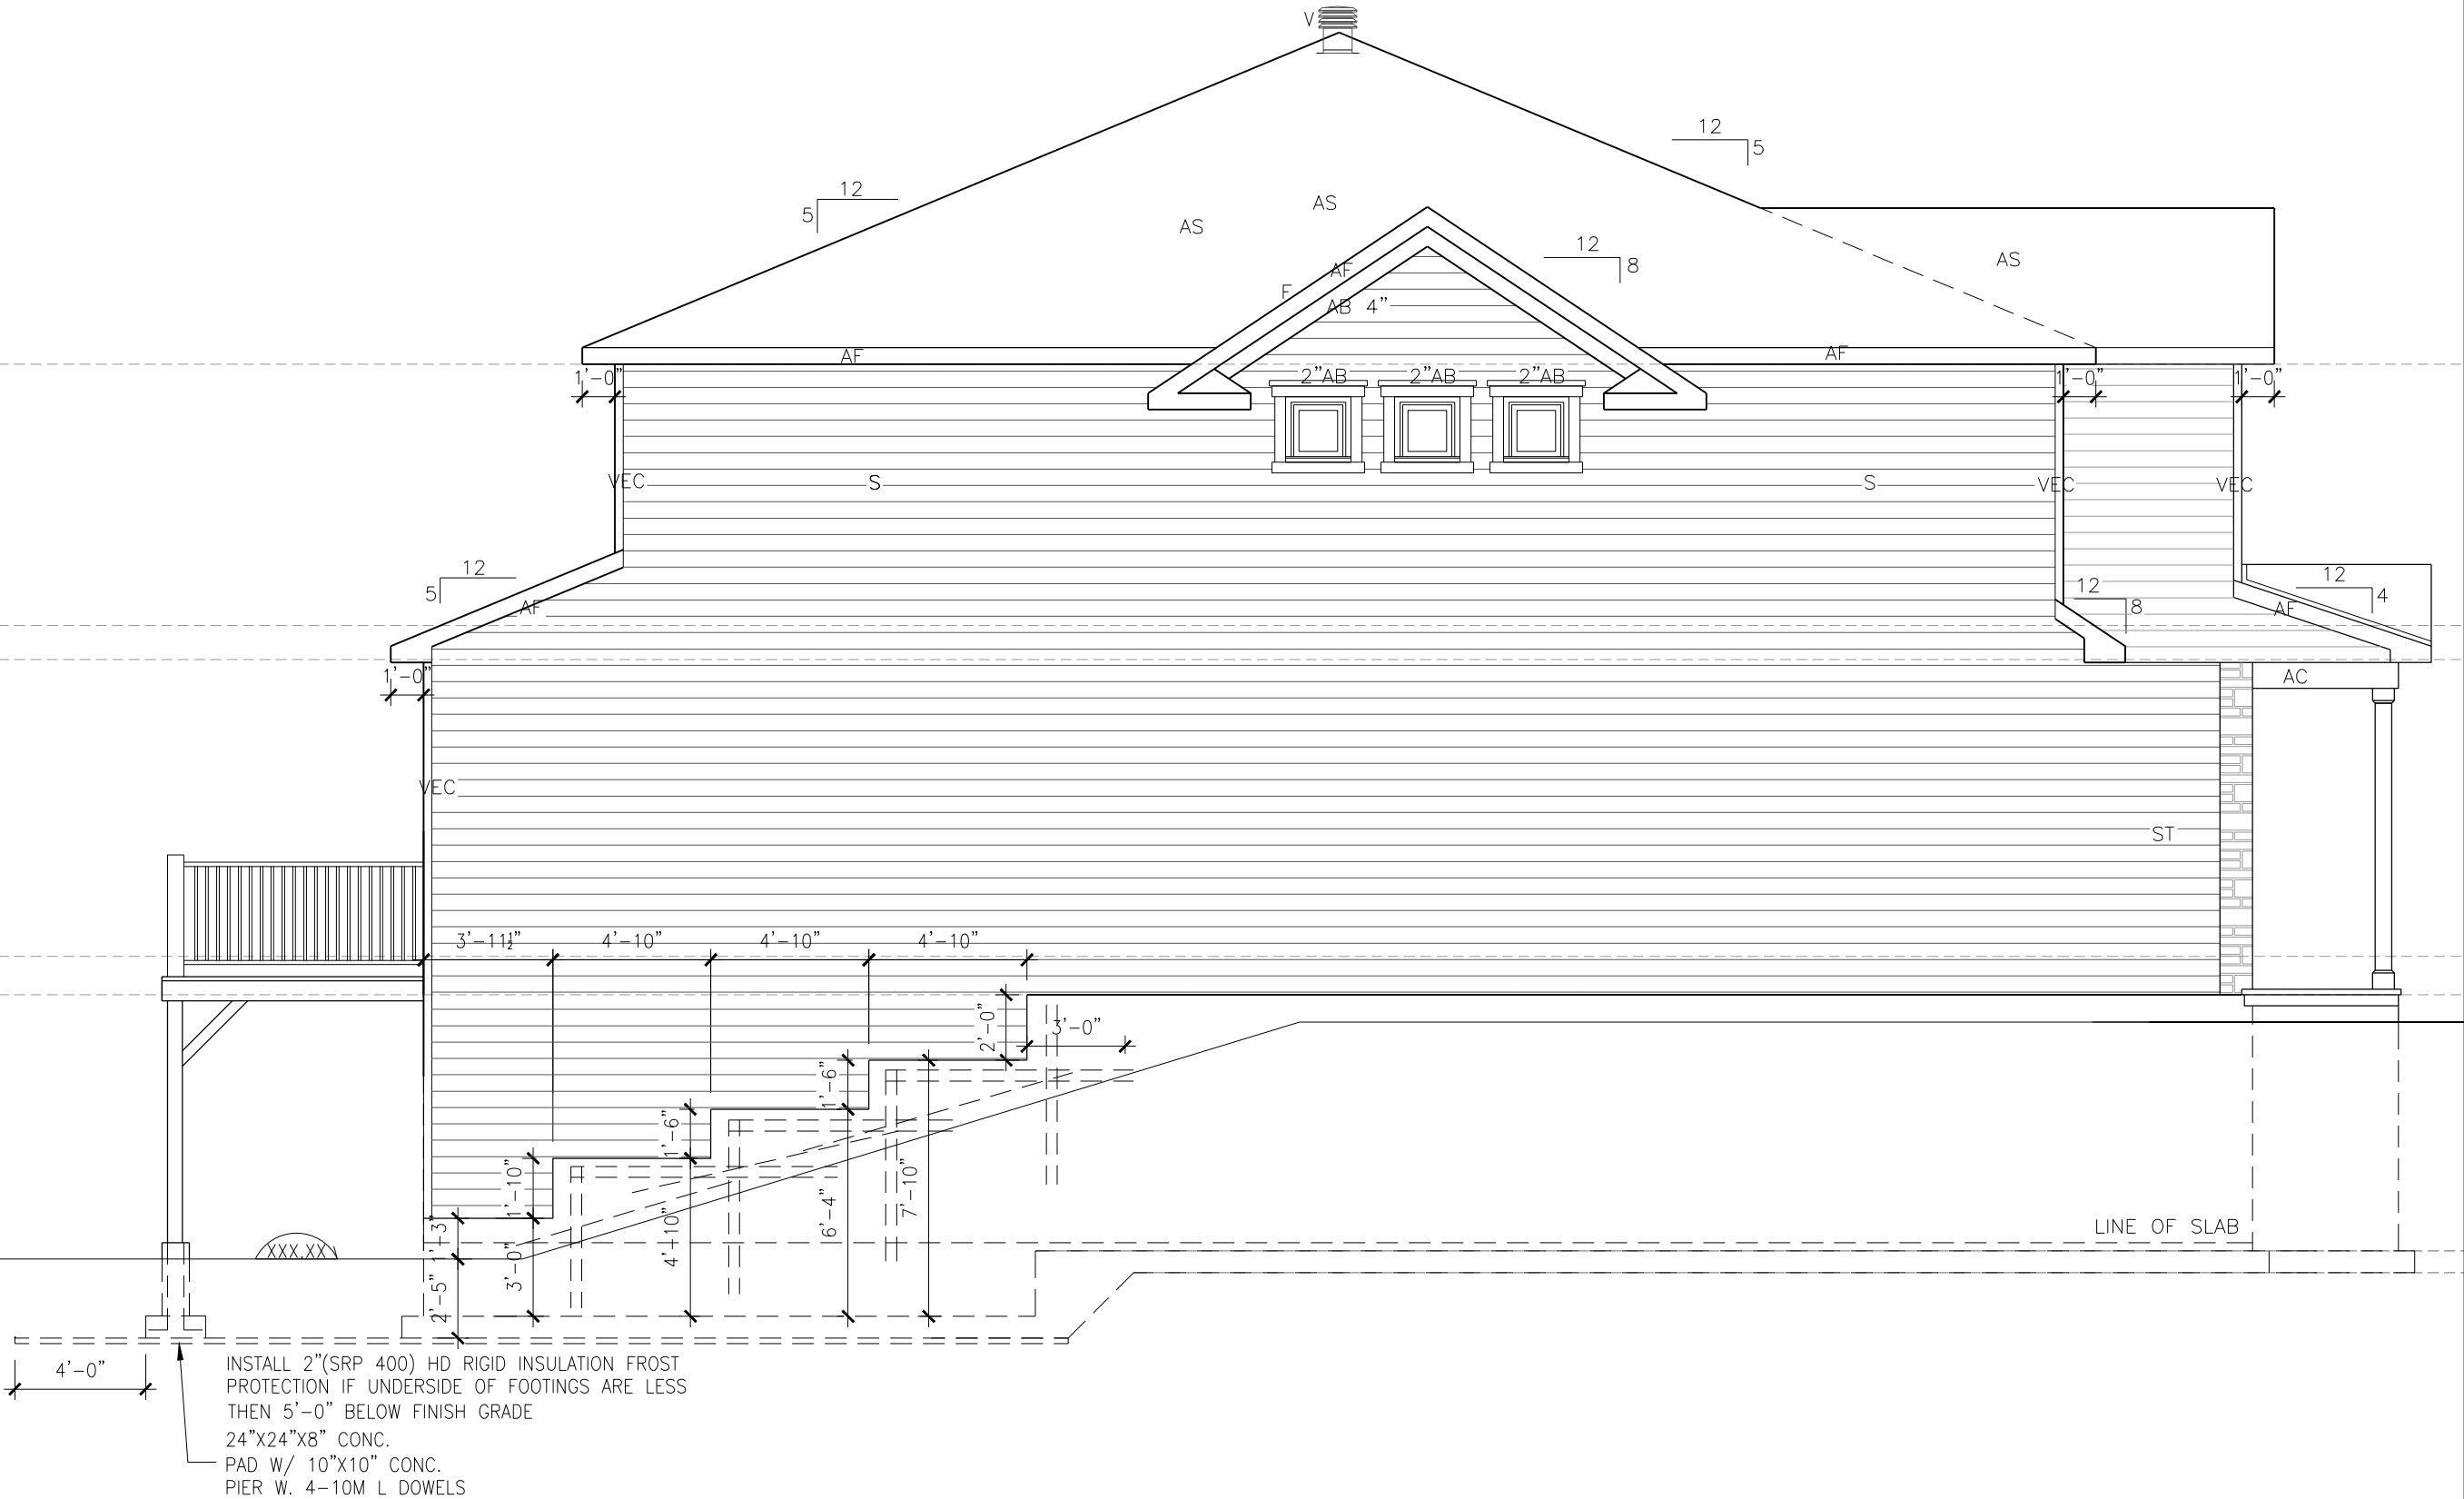 V
12
5
12
5
AS
AS
12
8
AS
AF
F
AB 4"
AF
AF
1'-0"
2"AB
2"AB
2"AB
1'-0"
1'-0"
VEC
S
S
VEC
VEC
12
5
12
8
12
4
AF
AF
1'-0"
AC
VEC
ST
3'-11½"
4'-10"
4'-10"
4'-10"
2'-0"
3'-0"
1'-6"
1'-6"
1'-10"
1'-3"
2'-5"
3'-0"
4'-10"
6'-4"
7'-10"
LINE OF SLAB
XXX.XX
4'-0"
INSTALL 2"(SRP 400) HD RIGID INSULATION FROST
PROTECTION IF UNDERSIDE OF FOOTINGS ARE LESS
THEN 5'-0" BELOW FINISH GRADE
24"X24"X8" CONC.
PAD W/ 10"X10" CONC.
PIER W. 4-10M L DOWELS